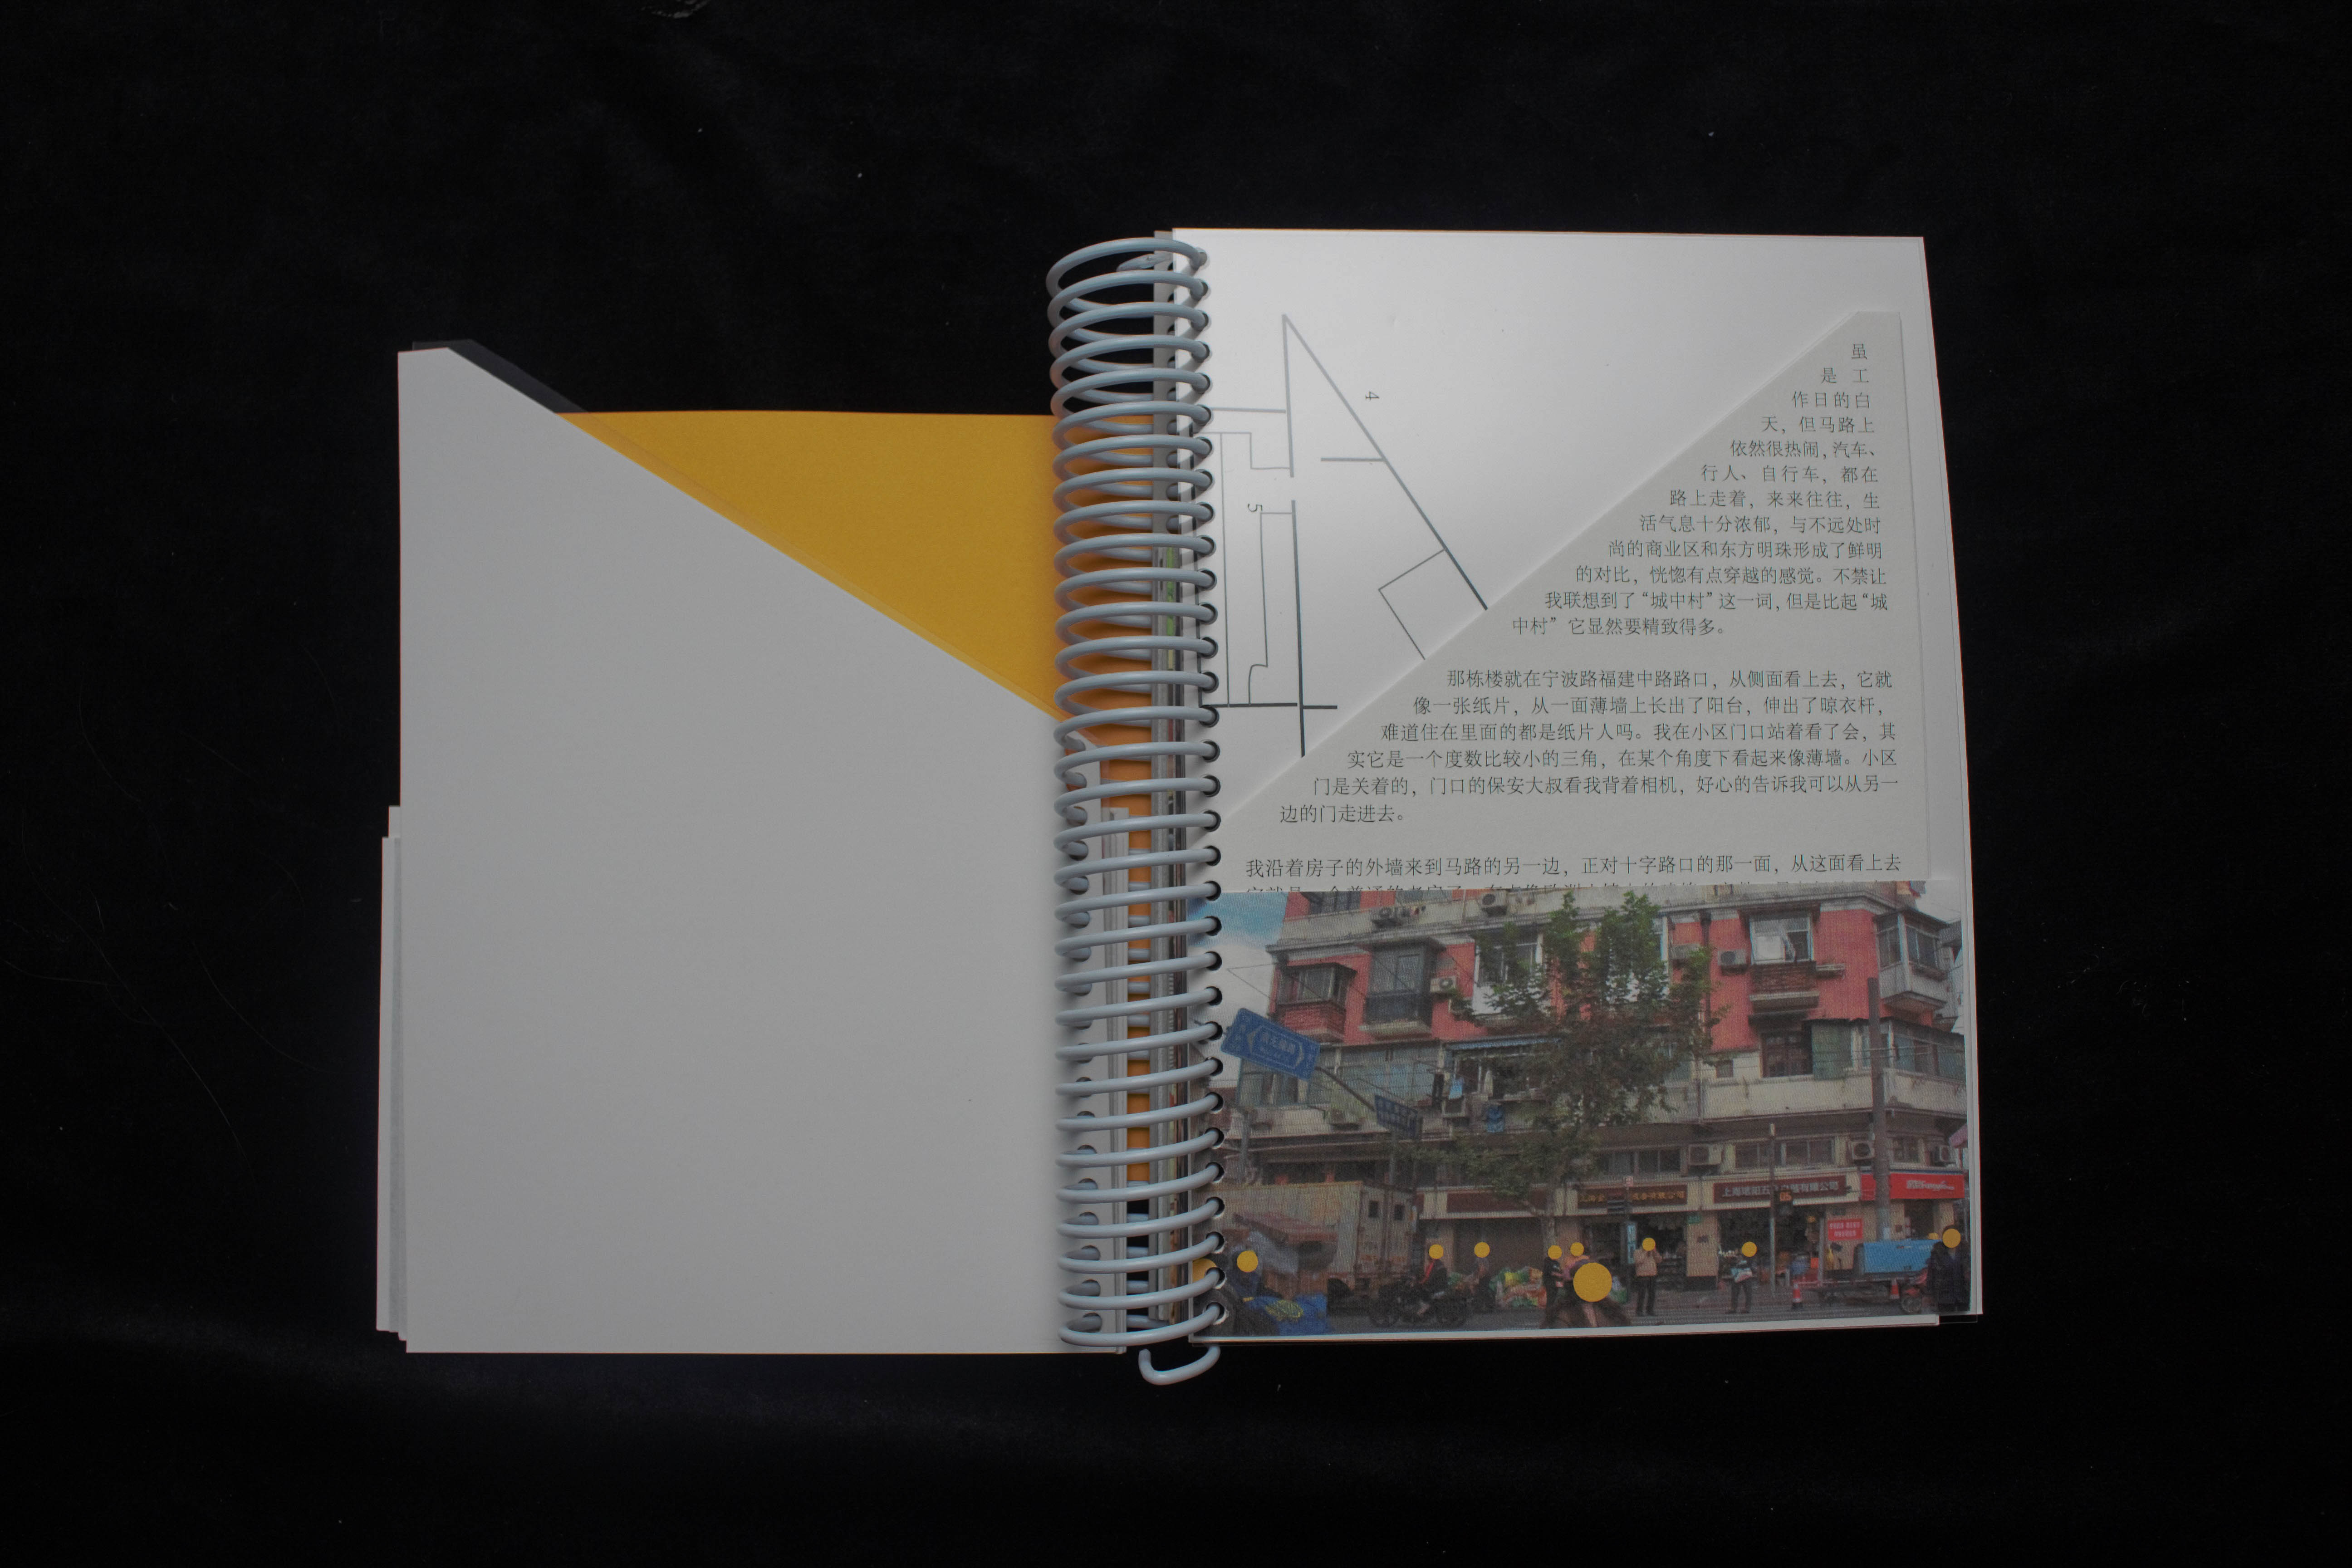 4
5
虽
是工
作日的白
天，但马路上
依然很热闹，汽车、
行人、自行车，都在
路上走着，来来往往，生
活气息十分浓郁，与不远处时
尚的商业区和东方明珠形成了鲜明
的对比，恍惚有点穿越的感觉。不禁让
我联想到了“城中村”这一词，但是比起“城
中村”它显然要精致得多。
那栋楼就在宁波路福建中路路口，从侧面看上去，它就
像一张纸片，从一面薄墙上长出了阳台，伸出了晾衣杆，
难道住在里面的都是纸片人吗。我在小区门口站着看了会，其
实它是一个度数比较小的三角，在某个角度下看起来像薄墙。小区
门是关着的，门口的保安大叔看我背着相机，好心的告诉我可以从另一
边的门走进去。
我沿着房子的外墙来到马路的另一边，正对十字路口的那一面，从这面看上去